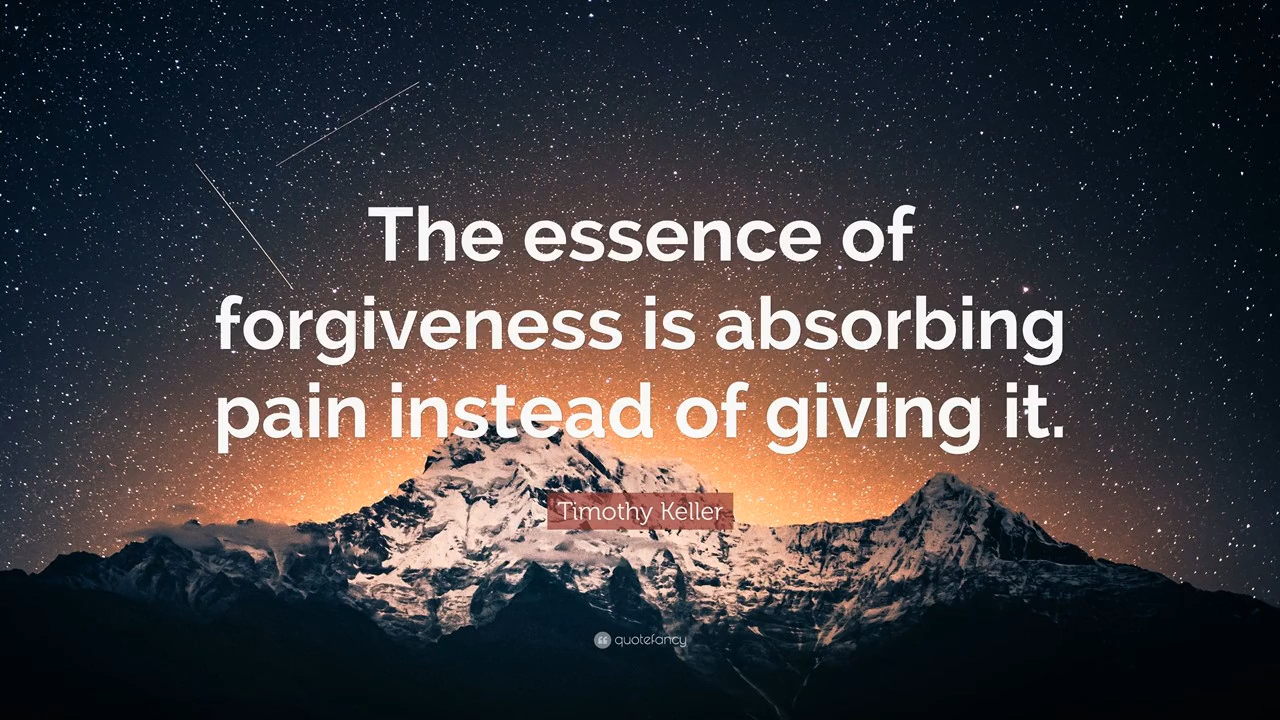 The essence of
forgiveness is absorbing
pain instead of giving it.
Timothy Keller
quotefancy